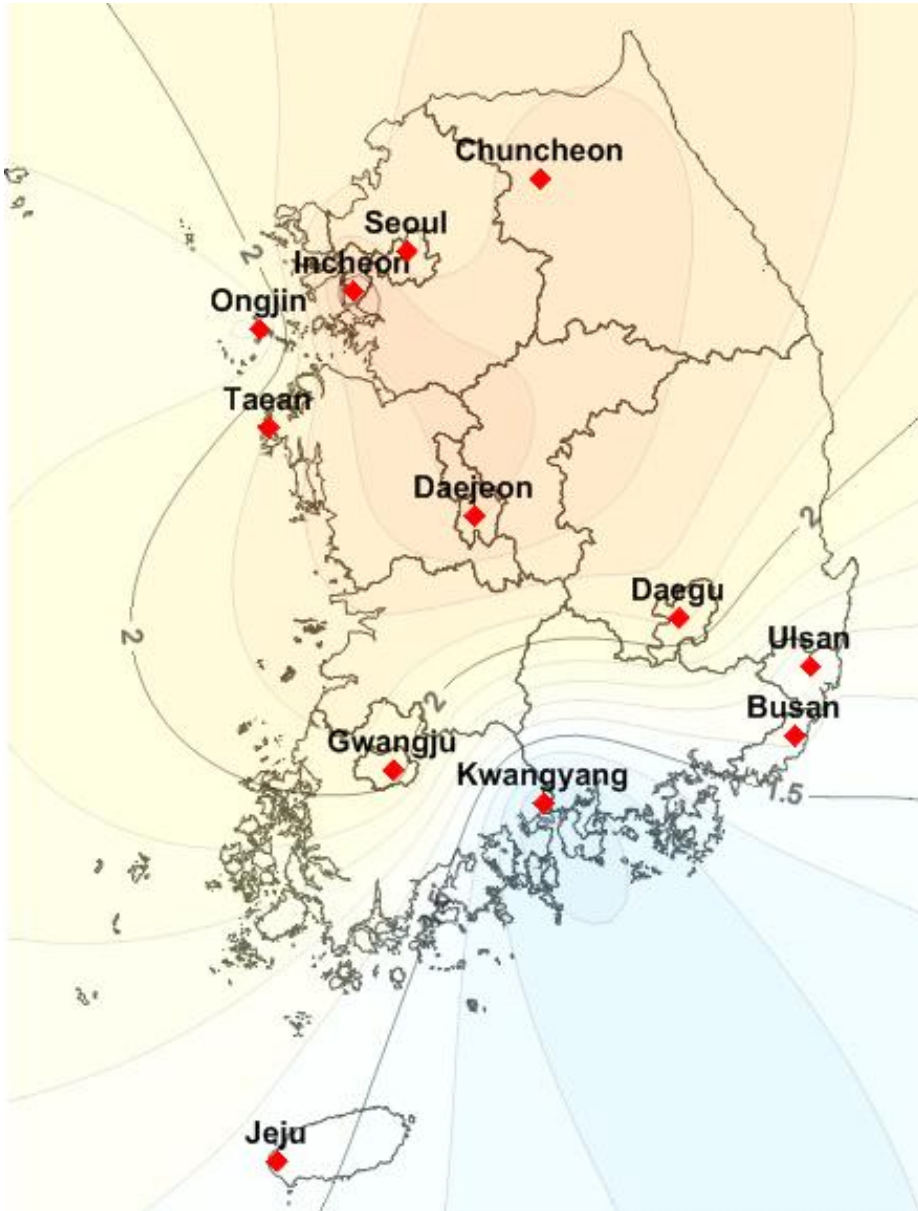 Chuncheon
Seoul
2
Incheon
Ongjin
Taean
Daejeon
2
Daegu
2
Ulsan
2
Busan
Gwangju
Kwangyang
1.5
Jeju